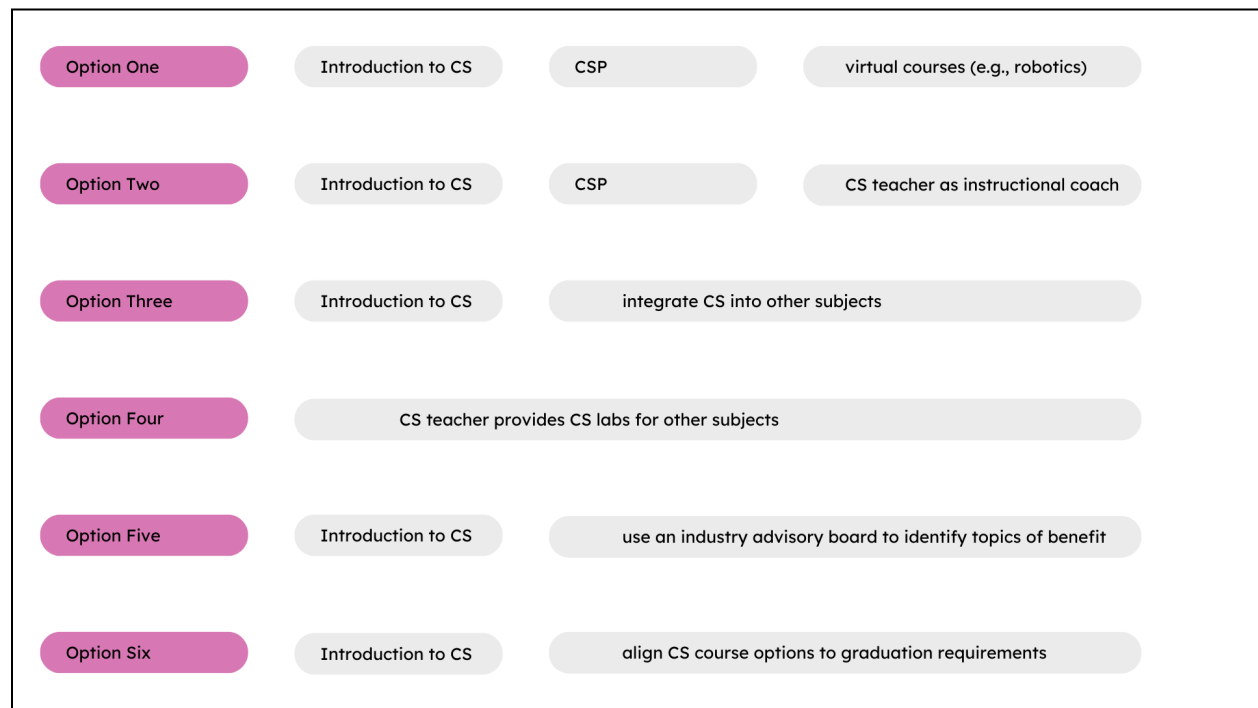 Option One Introduction to CS CSP virtual courses (e.g., robotics)
Option Two Introduction to CS CSP CS teacher as instructional coach
Option Three Introduction to CS integrate CS into other subjects
Option Four CS teacher provides CS labs for other subjects
Option Five Introduction to CS use an industry advisory board to identify topics of benefit
Option Six Introduction to CS align CS course options to graduation requirements